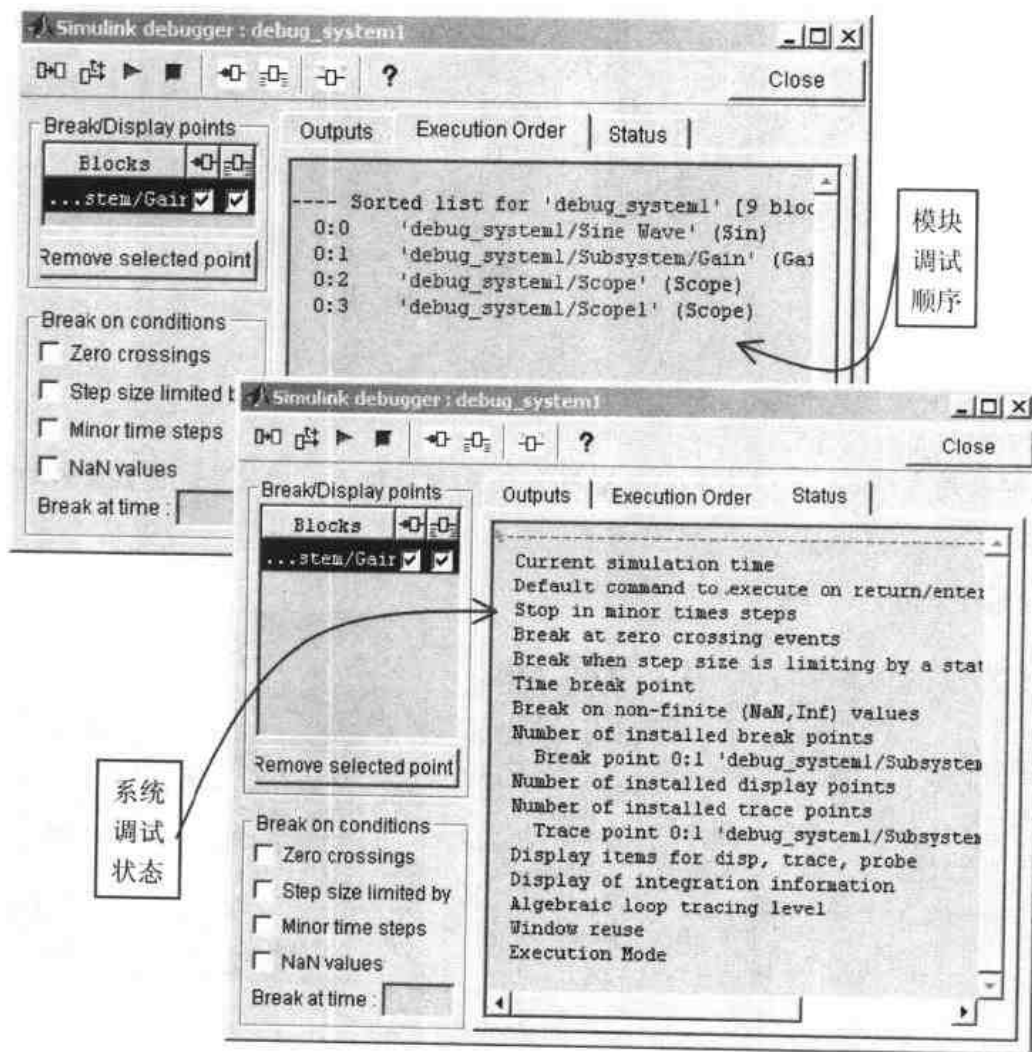 Simulink debugger : debug_system1
?
Close
Break/Display points
Blocks
...stem/Gain
Remove selected point
Break on conditions
Zero crossings
Step size limited b
Minor time steps
NaN values
Break at time :
Outputs
Execution Order
Status
---- Sorted list for 'debug_system1' [9 bloc
0:0 'debug_system1/Sine Wave' (Sin)
0:1 'debug_system1/Subsystem/Gain' (Gai
0:2 'debug_system1/Scope' (Scope)
0:3 'debug_system1/Scope1' (Scope)
模块
调试
顺序
Simulink debugger : debug_system1
?
Close
Break/Display points
Blocks
...stem/Gain
Remove selected point
Break on conditions
Zero crossings
Step size limited by
Minor time steps
NaN values
Break at time :
Outputs
Execution Order
Status
%----------------------------------------
Current simulation time
Default command to execute on return/enter
Stop in minor times steps
Break at zero crossing events
Break when step size is limiting by a stat
Time break point
Break on non-finite (NaN,Inf) values
Number of installed break points
Break point 0:1 'debug_system1/Subsystem
Number of installed display points
Number of installed trace points
Trace point 0:1 'debug_system1/Subsystem
Display items for disp, trace, probe
Display of integration information
Algebraic loop tracing level
Window reuse
Execution Mode
系统
调试
状态